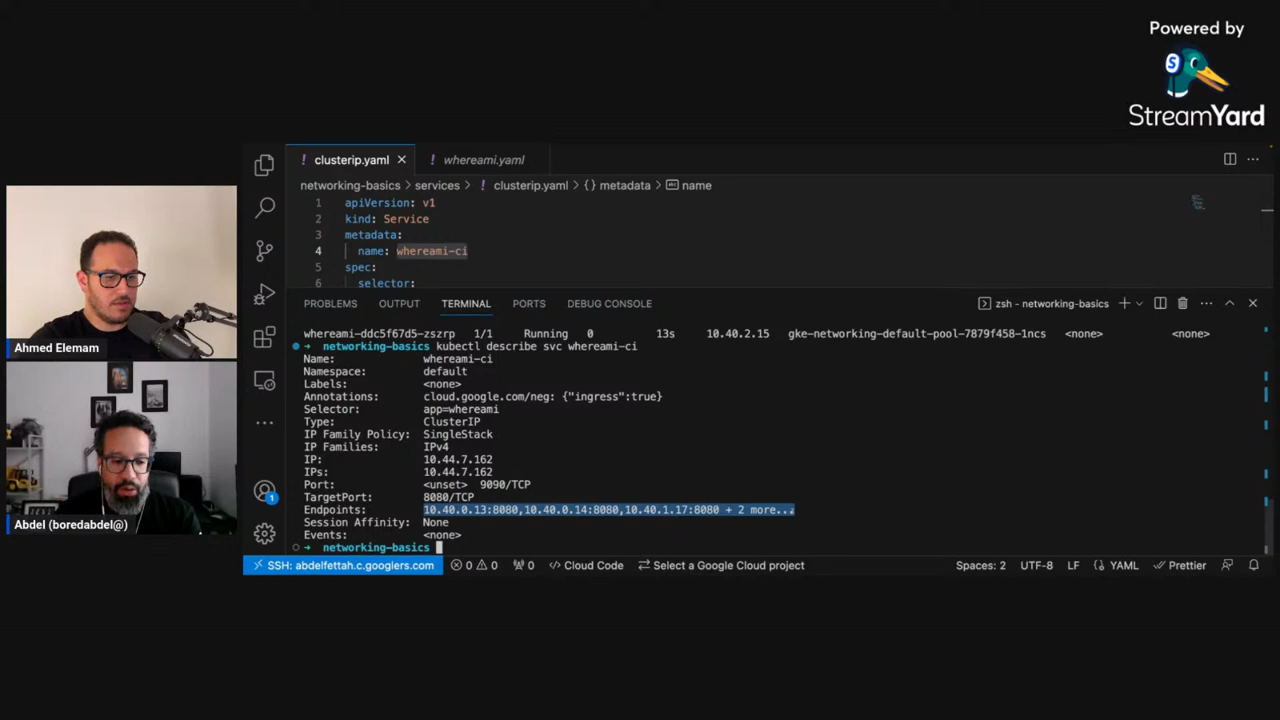 Powered by
StreamYard
clusterip.yaml
whereami.yaml
networking-basics > services > ! clusterip.yaml > {} metadata > abc name
1 apiVersion: v1
2 kind: Service
3 metadata:
4 name: whereami-ci
5 spec:
6 selector:
PROBLEMS OUTPUT TERMINAL PORTS DEBUG CONSOLE
zsh - networking-basics
whereami-ddc5f67d5-zszrp 1/1 Running 0 13s 10.40.2.15 gke-networking-default-pool-7879f458-1ncs <none> <none>
➜ networking-basics kubectl describe svc whereami-ci
Name: whereami-ci
Namespace: default
Labels: <none>
Annotations: cloud.google.com/neg: {"ingress":true}
Selector: app=whereami
Type: ClusterIP
IP Family Policy: SingleStack
IP Families: IPv4
IP: 10.44.7.162
IPs: 10.44.7.162
Port: <unset> 9090/TCP
TargetPort: 8080/TCP
Endpoints: 10.40.0.13:8080,10.40.0.14:8080,10.40.1.17:8080 + 2 more...
Session Affinity: None
Events: <none>
➜ networking-basics
1
SSH: abdelfettah.c.googlers.com 0 0 0 Cloud Code Select a Google Cloud project Spaces: 2 UTF-8 LF YAML Prettier
Ahmed Elemam
Abdel (boredabdel@)